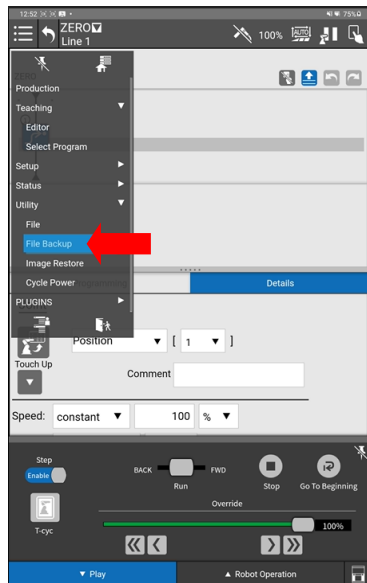 12:52
75%
ZERO
Line 1
100%
AUTO
ZERO
Production
Teaching
Editor
Select Program
Setup
Status
Utility
File
File Backup
Image Restore
Cycle Power
Details
PLUGINS
Position [ 1 ]
Touch Up
Comment
Speed: constant 100 %
Step
Enable
BACK FWD
Run
Stop
Go To Beginning
T-cyc
Override
100%
Play
Robot Operation